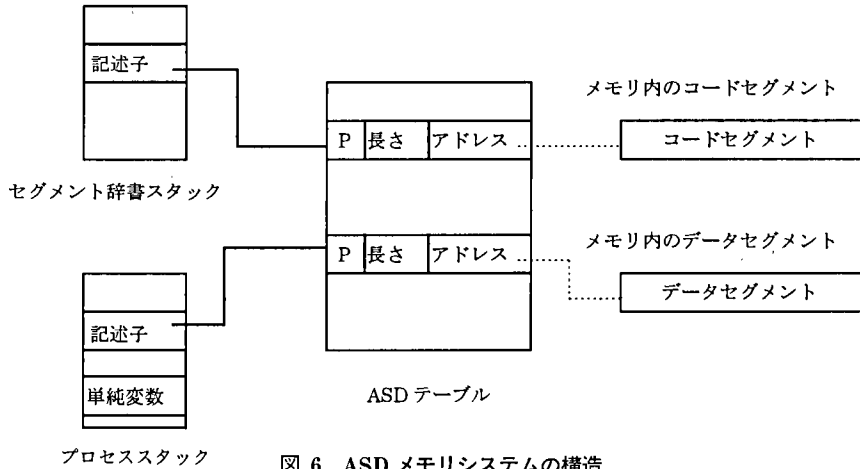 記述子
セグメント辞書スタック
P 長さ アドレス
メモリ内のコードセグメント
コードセグメント
P 長さ アドレス
メモリ内のデータセグメント
データセグメント
記述子
単純変数
プロセススタック
ASD テーブル
図 6 ASD メモリシステムの構造